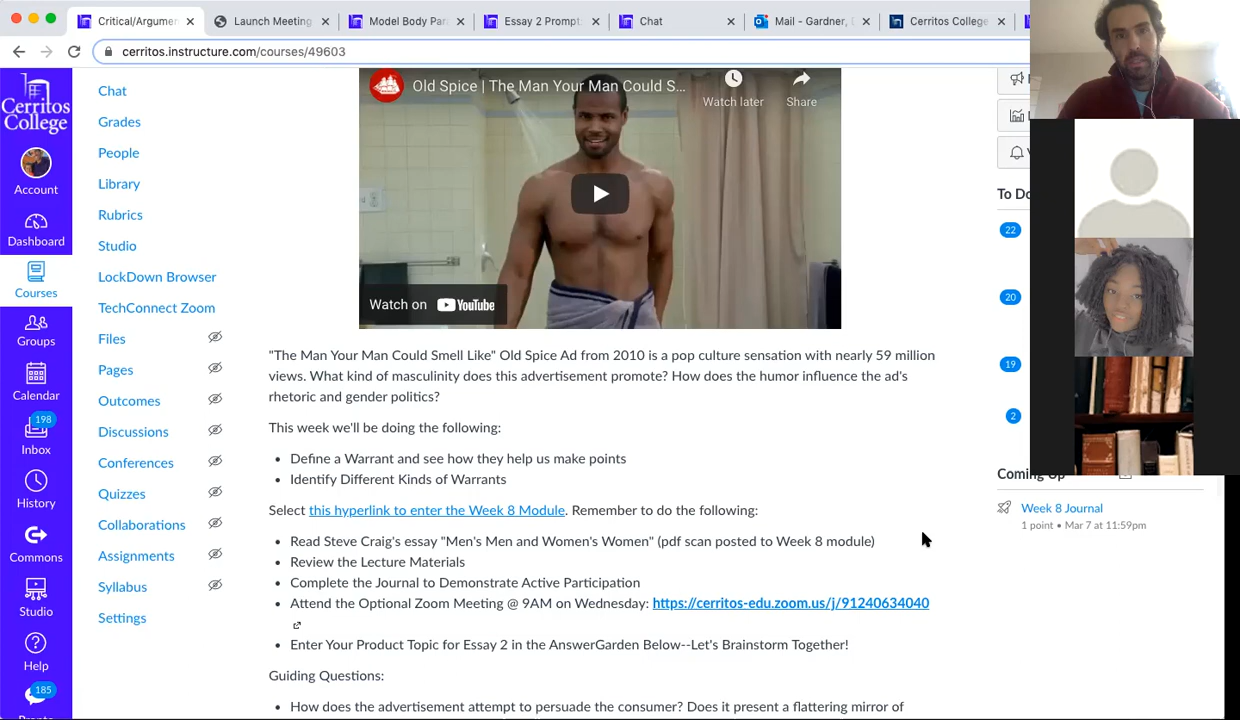 Critical/Argumen
Launch Meeting
Model Body Par
Essay 2 Prompt
Chat
Mail - Gardner,
Cerritos College
cerritos.instructure.com/courses/49603
Cerritos
College
Account
Dashboard
Courses
Groups
Calendar
198
Inbox
History
Commons
Studio
Help
185
Chat
Grades
People
Library
Rubrics
Studio
LockDown Browser
TechConnect Zoom
Files
Pages
Outcomes
Discussions
Conferences
Quizzes
Collaborations
Assignments
Syllabus
Settings
Old Spice | The Man Your Man Could S...
Watch later
Share
Watch on YouTube
"The Man Your Man Could Smell Like" Old Spice Ad from 2010 is a pop culture sensation with nearly 59 million
views. What kind of masculinity does this advertisement promote? How does the humor influence the ad's
rhetoric and gender politics?
This week we'll be doing the following:
• Define a Warrant and see how they help us make points
• Identify Different Kinds of Warrants
Select this hyperlink to enter the Week 8 Module. Remember to do the following:
• Read Steve Craig's essay "Men's Men and Women's Women" (pdf scan posted to Week 8 module)
• Review the Lecture Materials
• Complete the Journal to Demonstrate Active Participation
• Attend the Optional Zoom Meeting @ 9AM on Wednesday: https://cerritos-edu.zoom.us/j/91240634040
• Enter Your Product Topic for Essay 2 in the AnswerGarden Below--Let's Brainstorm Together!
Guiding Questions:
• How does the advertisement attempt to persuade the consumer? Does it present a flattering mirror of
To Do
22
20
19
2
Coming Up
Week 8 Journal
1 point • Mar 7 at 11:59pm